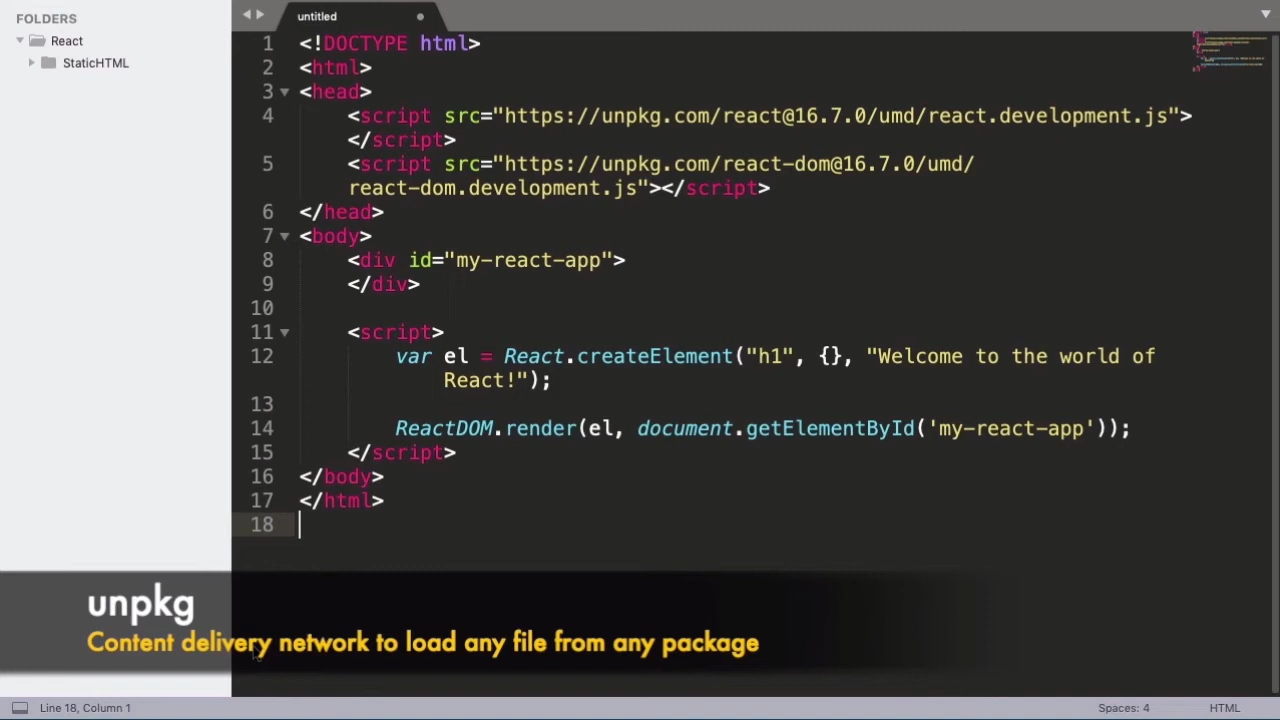 FOLDERS
React
StaticHTML
untitled
1 <!DOCTYPE html>
2 <html>
3 <head>
4 <script src="https://unpkg.com/react@16.7.0/umd/react.development.js">
</script>
5 <script src="https://unpkg.com/react-dom@16.7.0/umd/
react-dom.development.js"></script>
6 </head>
7 <body>
8 <div id="my-react-app">
9 </div>
10
11 <script>
12 var el = React.createElement("h1", {}, "Welcome to the world of
React!");
13
14 ReactDOM.render(el, document.getElementById('my-react-app'));
15 </script>
16 </body>
17 </html>
18
unpkg
Content delivery network to load any file from any package
Line 18, Column 1
Spaces: 4
HTML